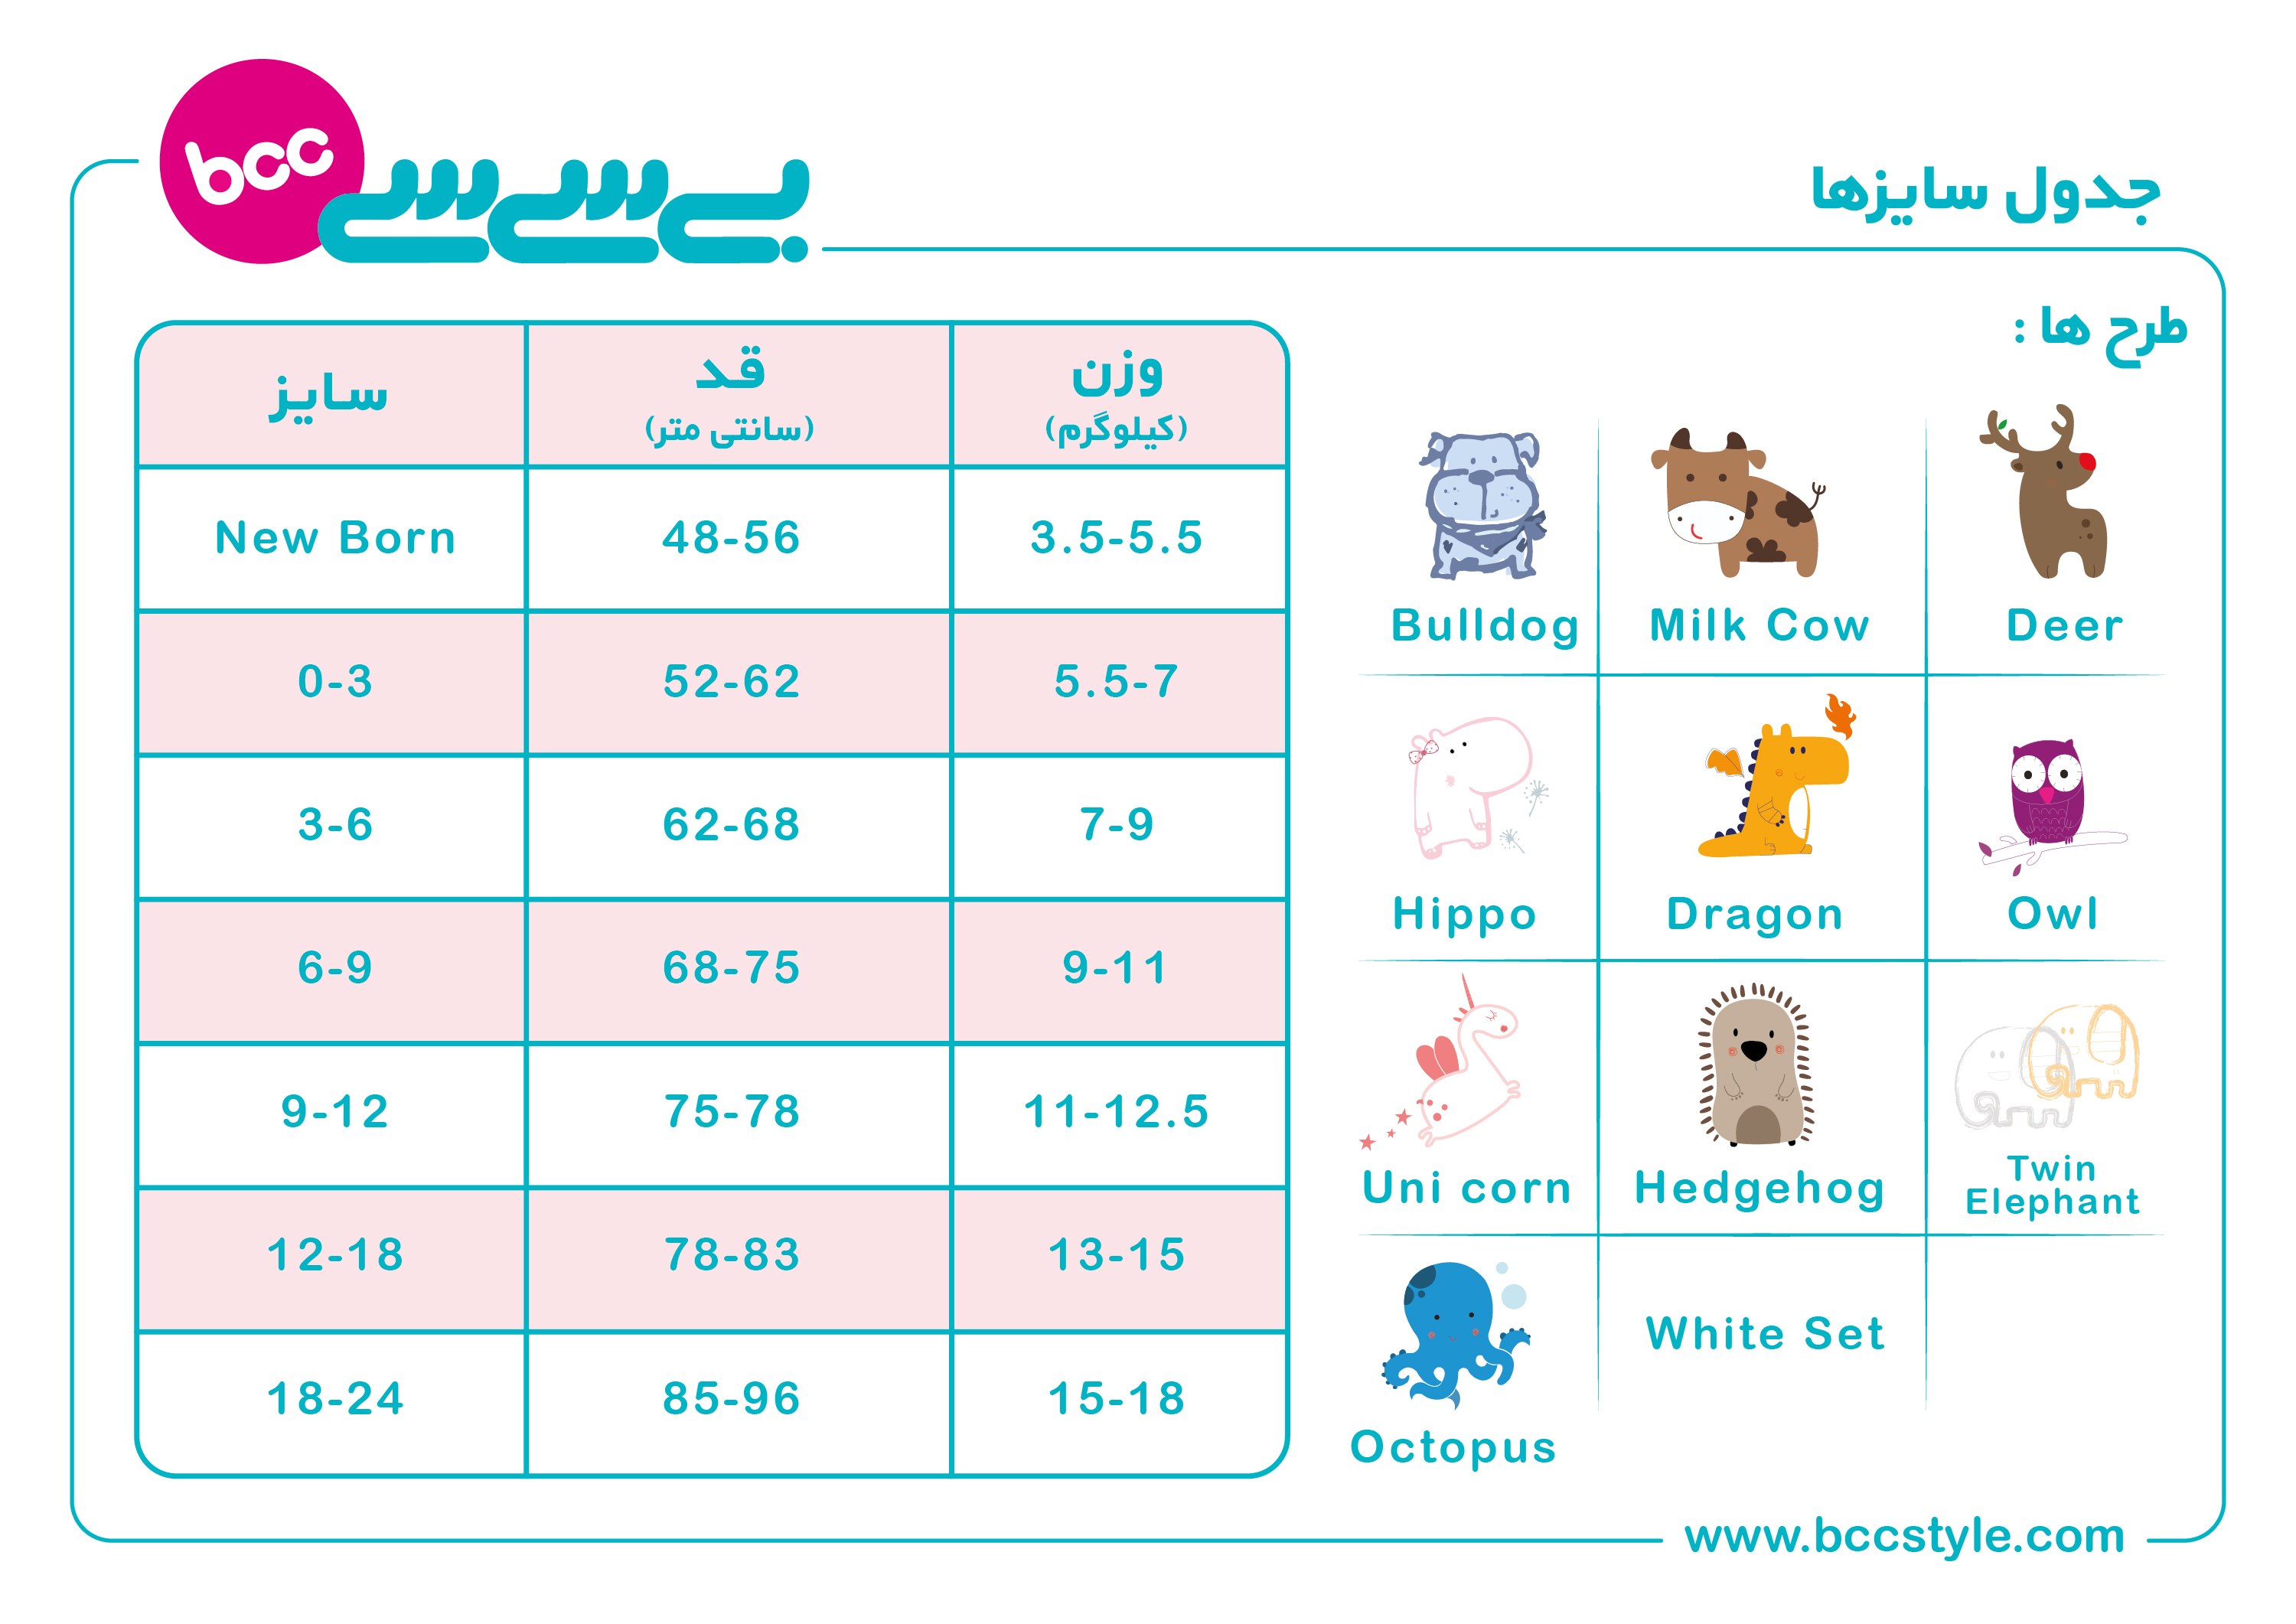 bcc
بی‌سی‌سی
جدول سایزها
سایز
قد
(سانتی متر)
وزن
(کیلوگرم)
New Born 48-56 3.5-5.5
0-3 52-62 5.5-7
3-6 62-68 7-9
6-9 68-75 9-11
9-12 75-78 11-12.5
12-18 78-83 13-15
18-24 85-96 15-18
طرح ها :
Bulldog Milk Cow Deer
Hippo Dragon Owl
Uni corn Hedgehog Twin
Elephant
White Set
Octopus
www.bccstyle.com